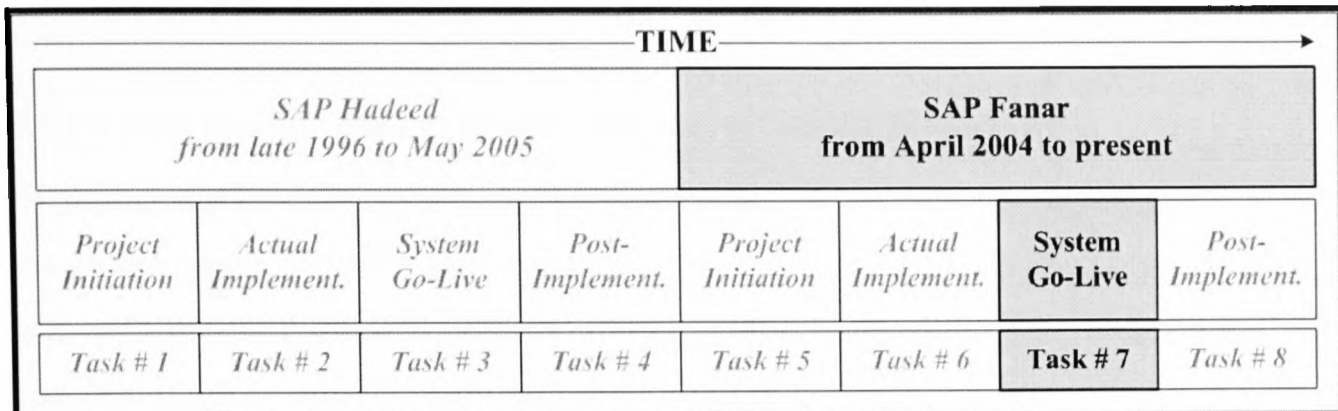 TIME
SAP Hadeed
from late 1996 to May 2005
SAP Fanar
from April 2004 to present
Project
Initiation
Actual
Implement.
System
Go-Live
Post-
Implement.
Project
Initiation
Actual
Implement.
System
Go-Live
Post-
Implement.
Task # 1
Task # 2
Task # 3
Task # 4
Task # 5
Task # 6
Task # 7
Task # 8